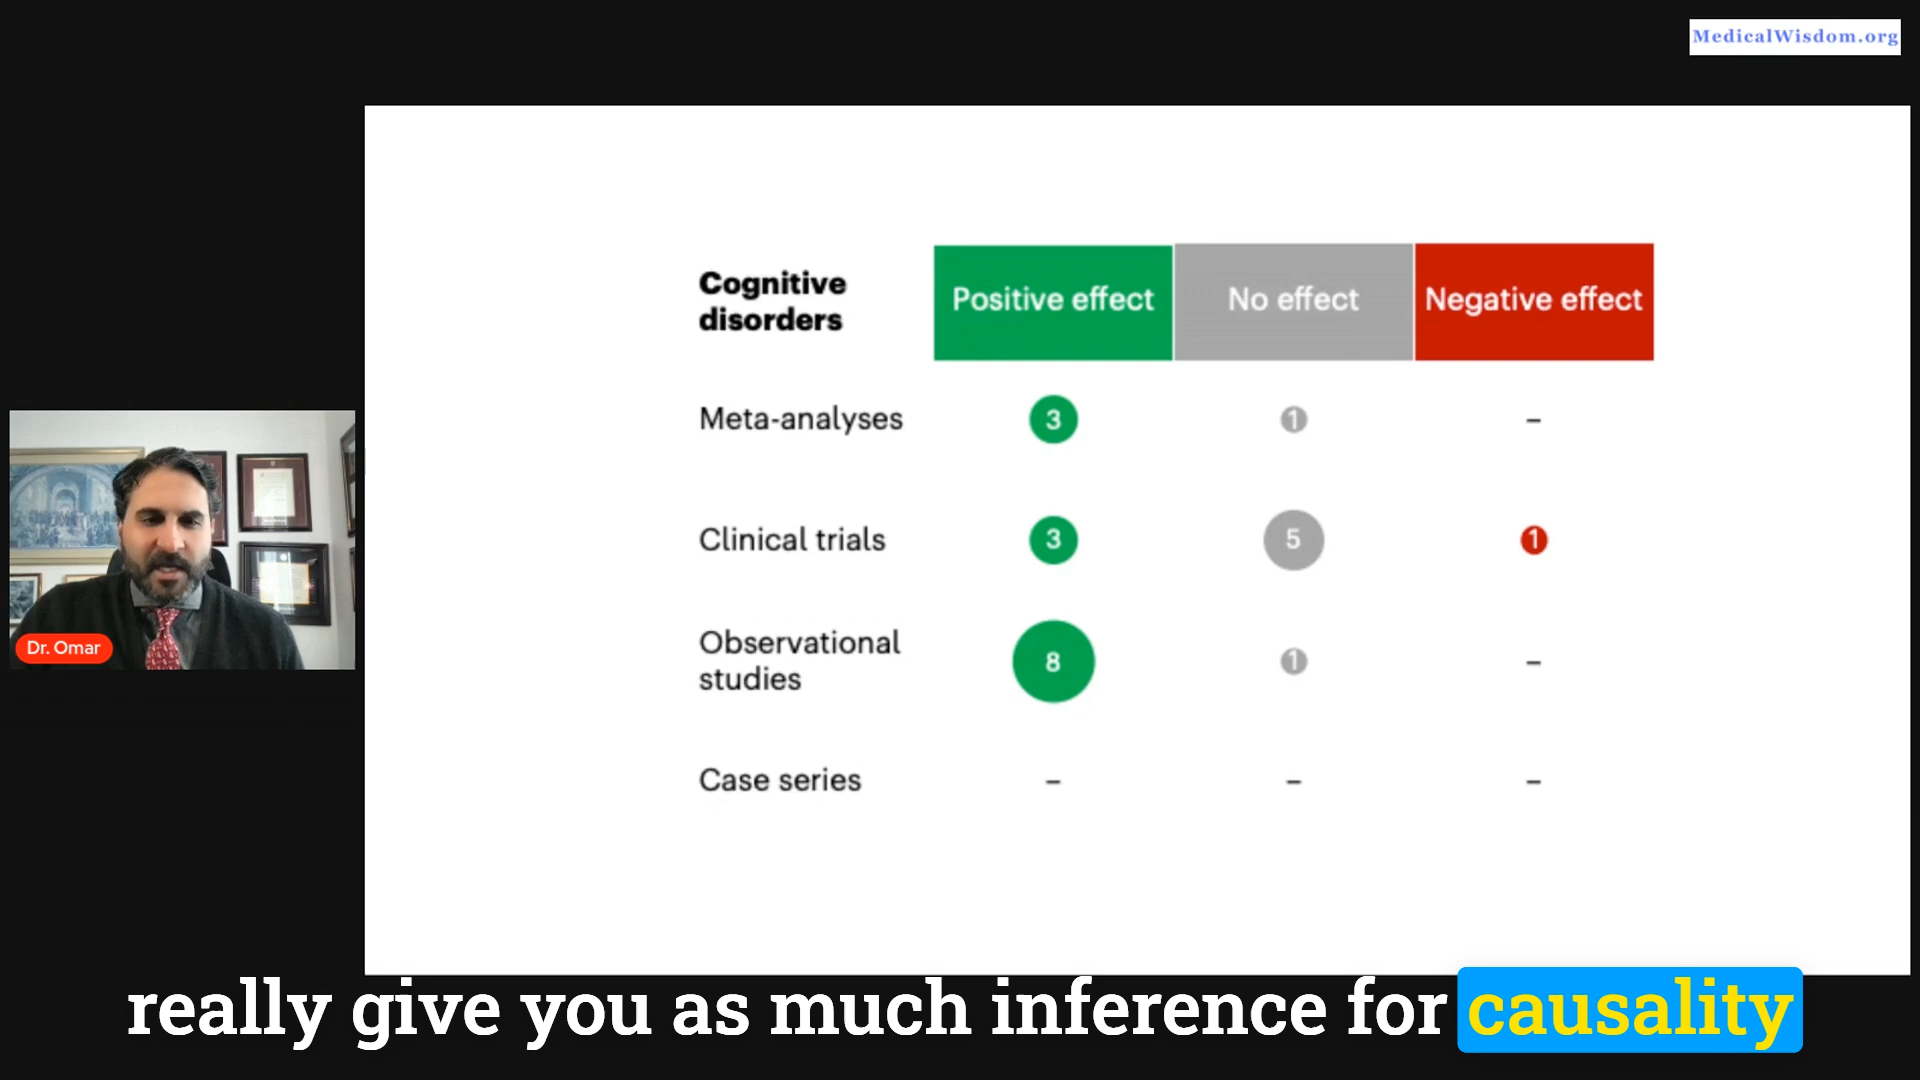 MedicalWisdom.org
Cognitive
disorders
Positive effect
No effect
Negative effect
Meta-analyses
3
1
–
Clinical trials
3
5
1
Observational
studies
8
1
–
Case series
–
–
–
Dr. Omar
really give you as much inference for causality